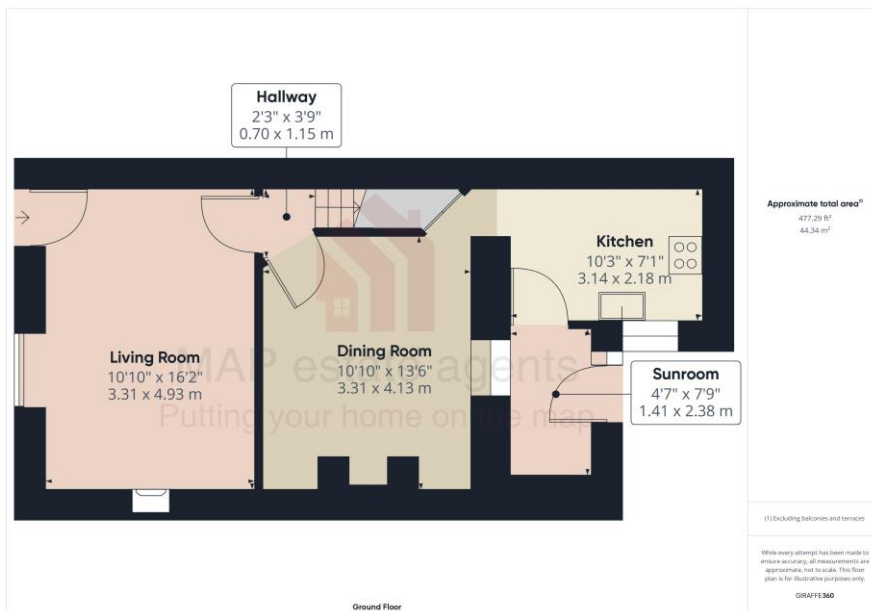 Hallway
2'3" x 3'9"
0.70 x 1.15 m
Kitchen
10'3" x 7'1"
3.14 x 2.18 m
Living Room
10'10" x 16'2"
3.31 x 4.93 m
Dining Room
10'10" x 13'6"
3.31 x 4.13 m
Sunroom
4'7" x 7'9"
1.41 x 2.38 m
MAP estate agents
Putting your home on the map
Ground Floor
Approximate total area⁽¹⁾
477.29 ft²
44.34 m²
(1) Excluding balconies and terraces
While every attempt has been made to
ensure accuracy, all measurements are
approximate, not to scale. This floor
plan is for illustrative purposes only.
GIRAFFE360